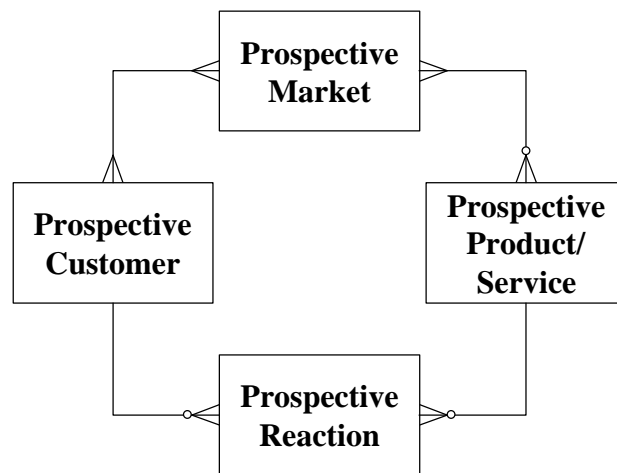 Prospective
Market
Prospective
Customer
Prospective
Product/
Service
Prospective
Reaction